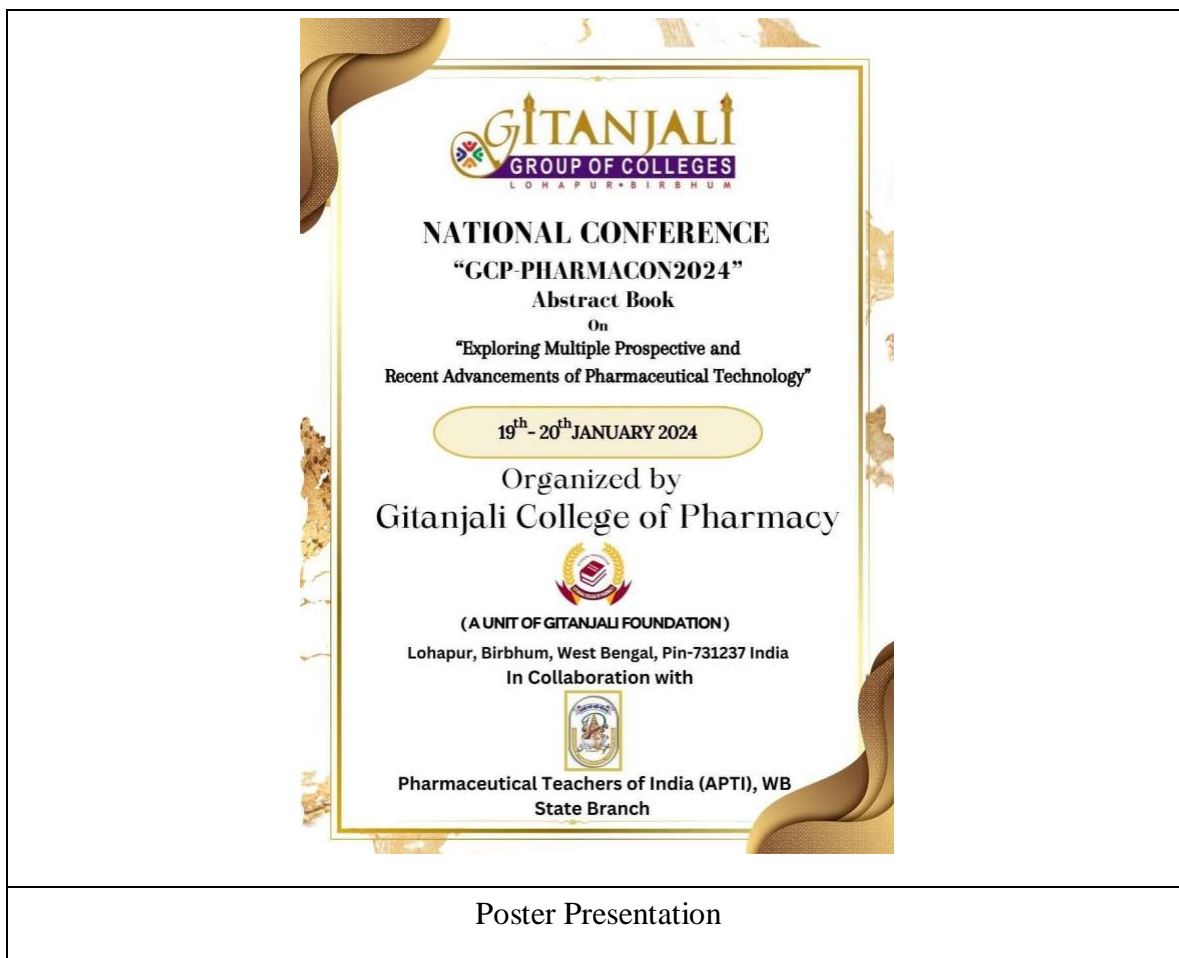 GITANJALI
GROUP OF COLLEGES
LOHAPUR•BIRBHUM
NATIONAL CONFERENCE
“GCP-PHARMACON2024”
Abstract Book
On
“Exploring Multiple Prospective and
Recent Advancements of Pharmaceutical Technology”
19th- 20th JANUARY 2024
Organized by
Gitanjali College of Pharmacy
( A UNIT OF GITANJALI FOUNDATION )
Lohapur, Birbhum, West Bengal, Pin-731237 India
In Collaboration with
Pharmaceutical Teachers of India (APTI), WB
State Branch
Poster Presentation